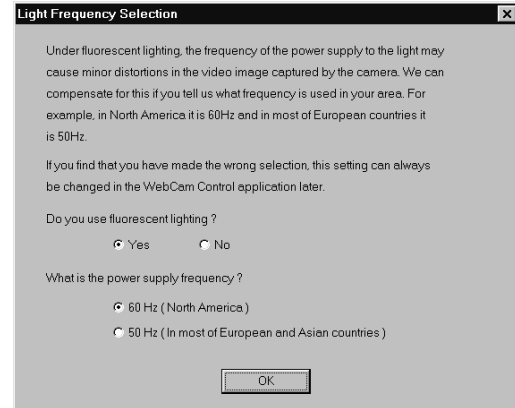 Light Frequency Selection
Under fluorescent lighting, the frequency of the power supply to the light may
cause minor distortions in the video image captured by the camera. We can
compensate for this if you tell us what frequency is used in your area. For
example, in North America it is 60Hz and in most of European countries it
is 50Hz.
If you find that you have made the wrong selection, this setting can always
be changed in the WebCam Control application later.
Do you use fluorescent lighting ?
Yes No
What is the power supply frequency ?
60 Hz ( North America )
50 Hz ( In most of European and Asian countries )
OK